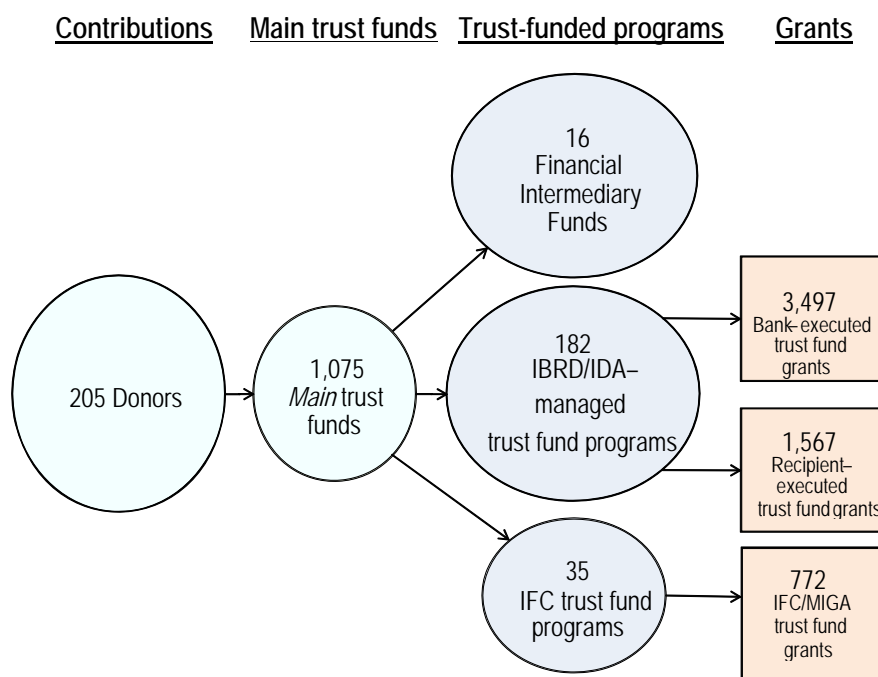 Contributions
Main trust funds
Trust-funded programs
Grants
205 Donors
1,075
Main trust
funds
16
Financial
Intermediary
Funds
182
IBRD/IDA–
managed
trust fund programs
35
IFC trust fund
programs
3,497
Bank–executed
trust fund
grants
1,567
Recipient–
executed
trust fund grants
772
IFC/MIGA
trust fund
grants